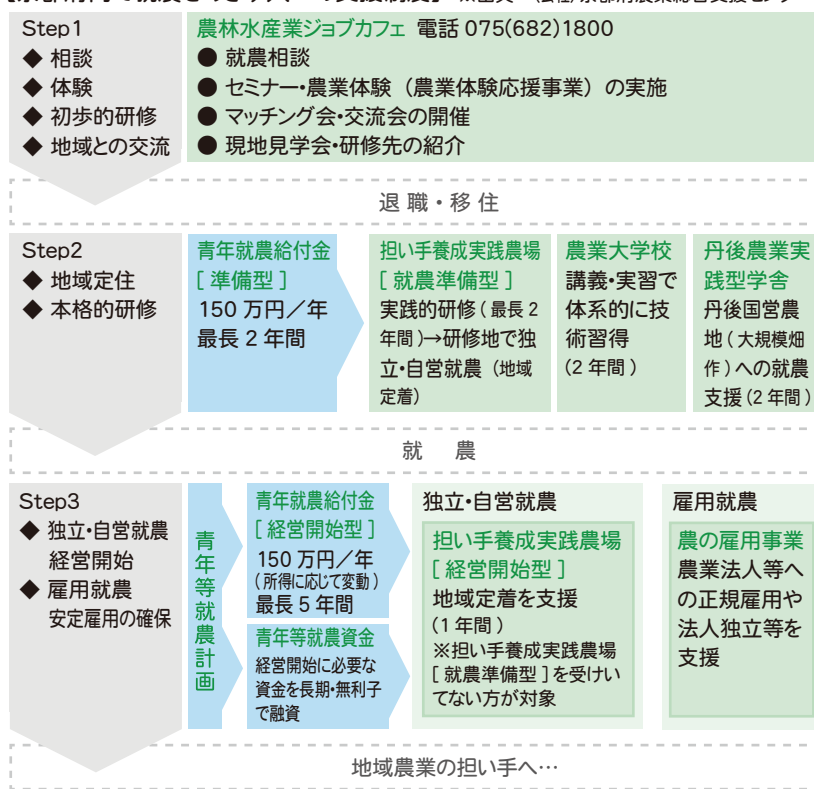 Step1
◆ 相談
◆ 体験
◆ 初歩的研修
◆ 地域との交流
農林水産業ジョブカフェ 電話 075(682)1800
● 就農相談
● セミナー・農業体験（農業体験応援事業）の実施
● マッチング会・交流会の開催
● 現地見学会・研修先の紹介
退職・移住
Step2
◆ 地域定住
◆ 本格的研修
青年就農給付金
[ 準備型 ]
150 万円／年
最長 2 年間
担い手養成実践農場
[ 就農準備型 ]
実践的研修 ( 最長 2
年間 )→研修地で独
立・自営就農 (地域
定着)
農業大学校
講義・実習で
体系的に技
術習得
(2 年間 )
丹後農業実
践型学舎
丹後国営農
地 ( 大規模畑
作 ) への就農
支援 (2 年間 )
就　農
Step3
◆ 独立・自営就農
経営開始
◆ 雇用就農
安定雇用の確保
青年等就農計画
青年就農給付金
[ 経営開始型 ]
150 万円／年
( 所得に応じて変動 )
最長 5 年間
青年等就農資金
経営開始に必要な
資金を長期・無利子
で融資
独立・自営就農
担い手養成実践農場
[ 経営開始型 ]
地域定着を支援
(1 年間 )
※担い手養成実践農場
[ 就農準備型 ] を受けい
てない方が対象
雇用就農
農の雇用事業
農業法人等へ
の正規雇用や
法人独立等を
支援
地域農業の担い手へ…